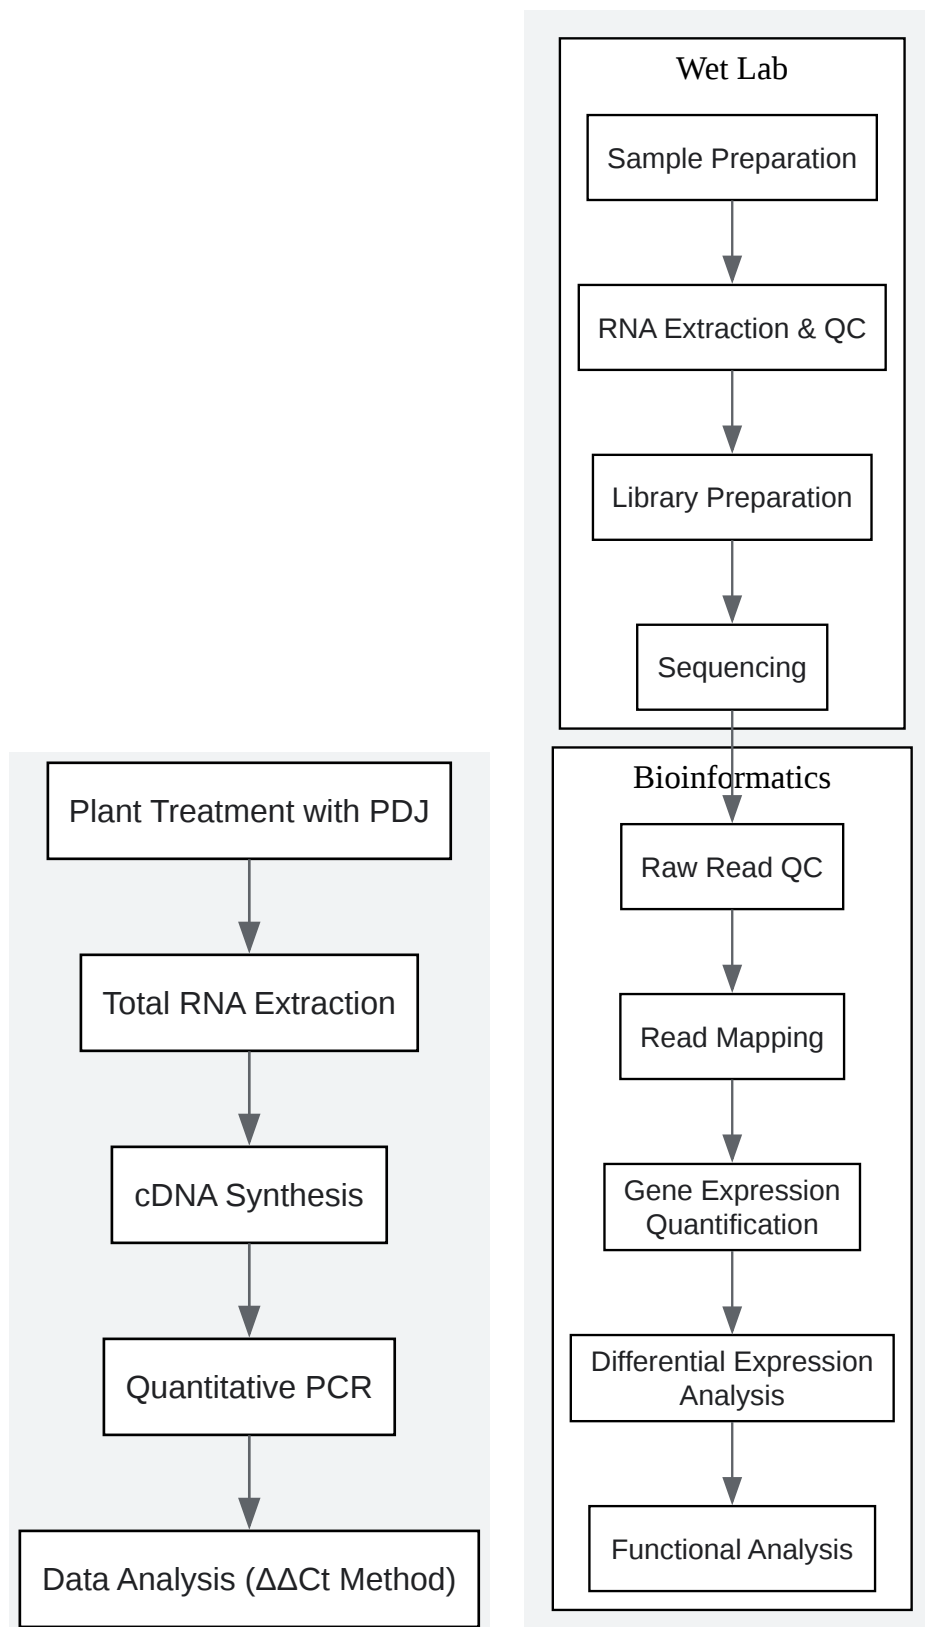 Plant Treatment with PDJ
Total RNA Extraction
cDNA Synthesis
Quantitative PCR
Data Analysis (ΔΔCt Method)
Wet Lab
Sample Preparation
RNA Extraction & QC
Library Preparation
Sequencing
Bioinformatics
Raw Read QC
Read Mapping
Gene Expression
Quantification
Differential Expression
Analysis
Functional Analysis